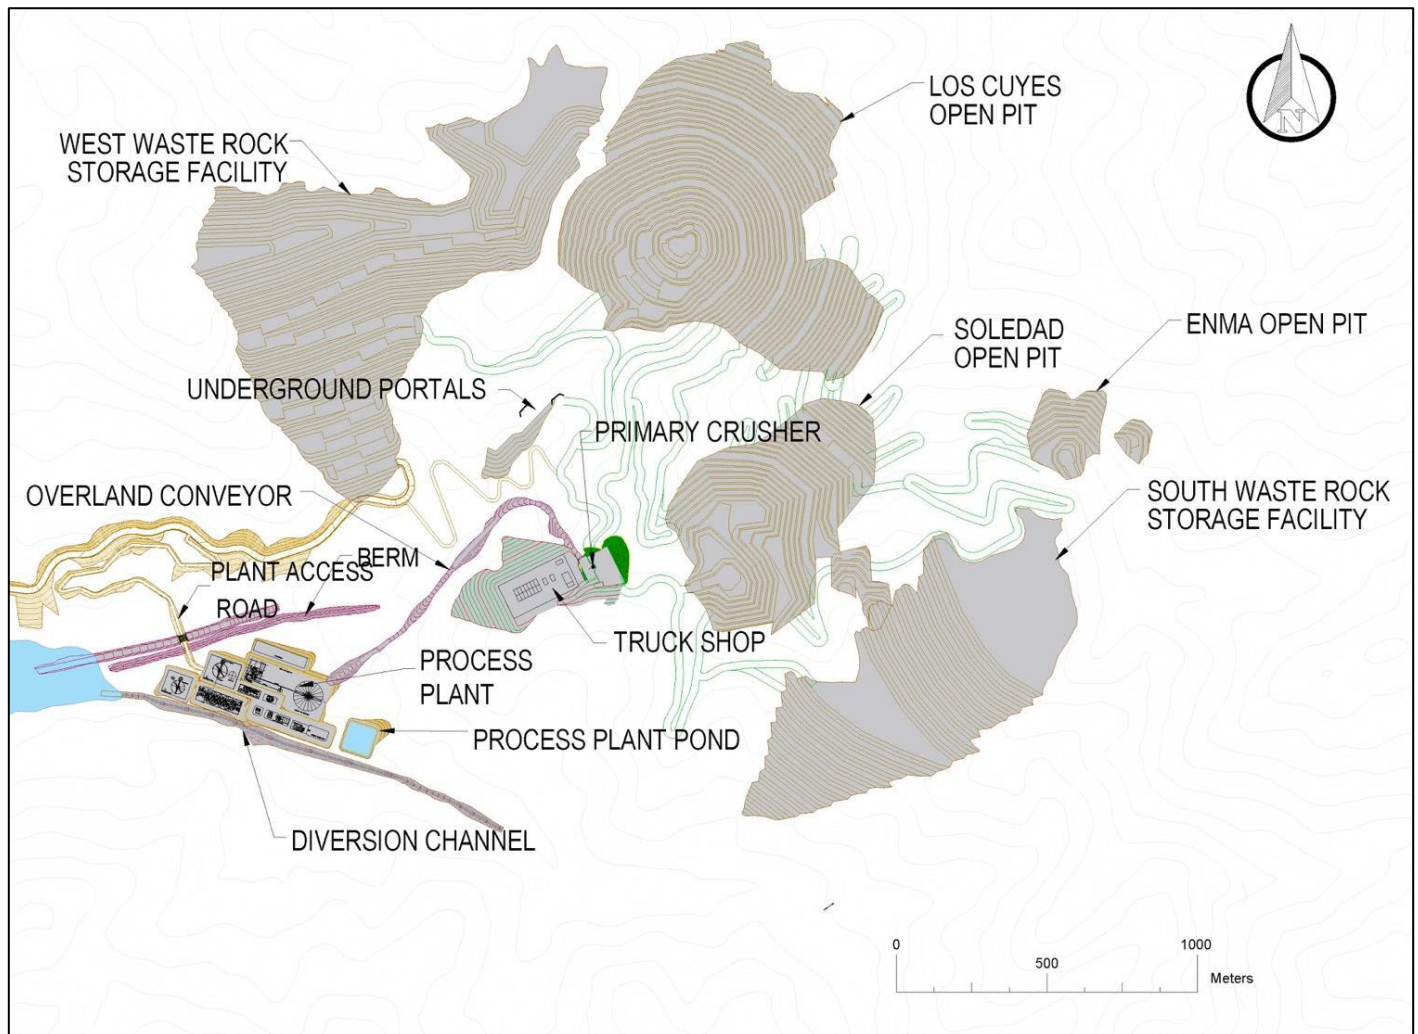 LOS CUYES
OPEN PIT
N
WEST WASTE ROCK
STORAGE FACILITY
SOLEDAD
OPEN PIT
ENMA OPEN PIT
UNDERGROUND PORTALS
PRIMARY CRUSHER
OVERLAND CONVEYOR
SOUTH WASTE ROCK
STORAGE FACILITY
BERM
PLANT ACCESS
ROAD
TRUCK SHOP
PROCESS
PLANT
PROCESS PLANT POND
DIVERSION CHANNEL
0
1000
500
Meters